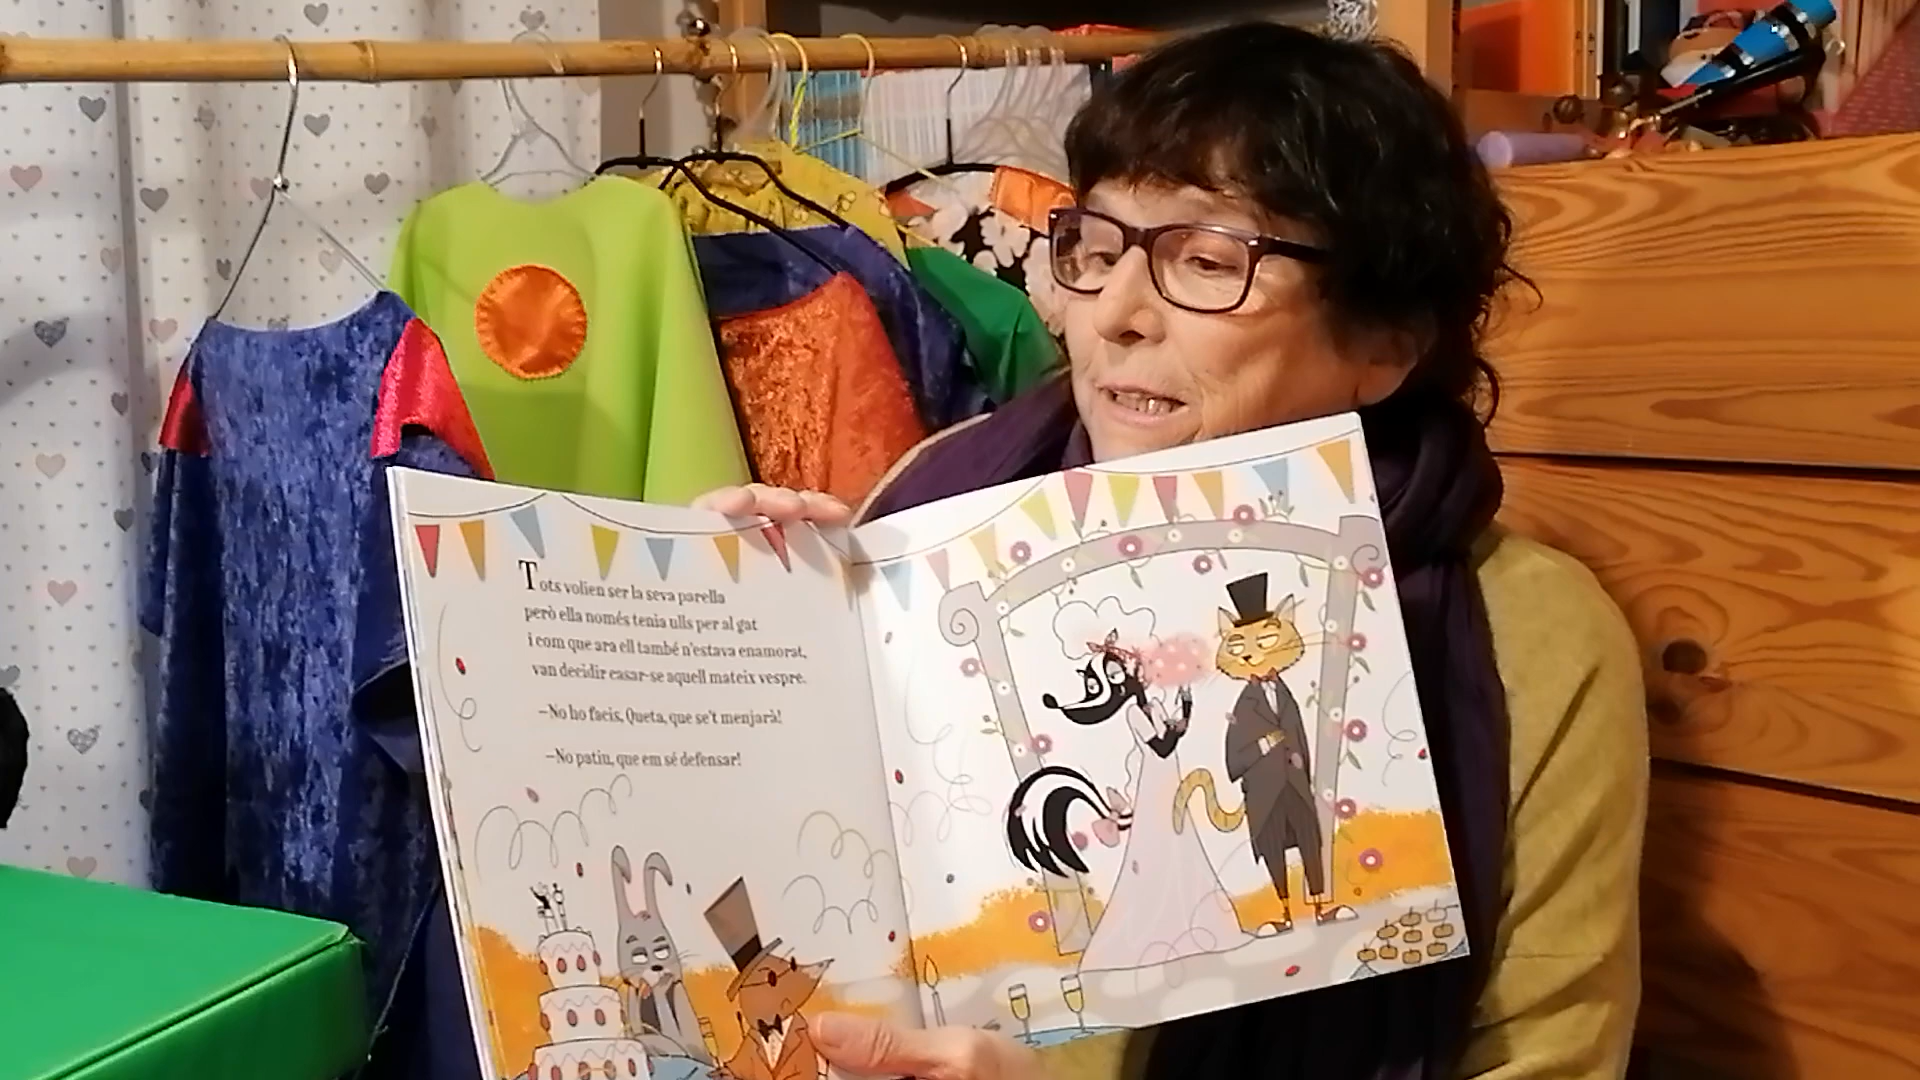 Tots volien ser la seva parella
però ella només tenia ulls per al gat
i com que ara ell també n'estava enamorat,
van decidir casar-se aquell mateix vespre.
–No ho facis, Queta, que se't menjarà!
–No patiu, que em sé defensar!